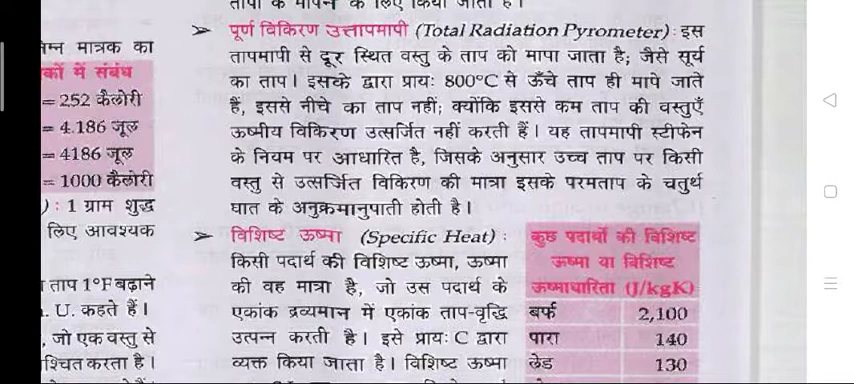 तापों के मापन के लिए किया जाता है।
➢ पूर्ण विकिरण उत्तापमापी (Total Radiation Pyrometer) : इस
तापमापी से दूर स्थित वस्तु के ताप को मापा जाता है; जैसे सूर्य
का ताप। इसके द्वारा प्राय: 800°C से ऊँचे ताप ही मापे जाते
हैं, इससे नीचे का ताप नहीं; क्योंकि इससे कम ताप की वस्तुएँ
ऊष्मीय विकिरण उत्सर्जित नहीं करती हैं। यह तापमापी स्टीफेन
के नियम पर आधारित है, जिसके अनुसार उच्च ताप पर किसी
वस्तु से उत्सर्जित विकिरण की मात्रा इसके परमताप के चतुर्थ
घात के अनुक्रमानुपाती होती है।
➢ विशिष्ट ऊष्मा (Specific Heat) :
किसी पदार्थ की विशिष्ट ऊष्मा, ऊष्मा
की वह मात्रा है, जो उस पदार्थ के
एकांक द्रव्यमान में एकांक ताप-वृद्धि
उत्पन्न करती है। इसे प्राय: C द्वारा
व्यक्त किया जाता है। विशिष्ट ऊष्मा
कुछ पदार्थों की विशिष्ट
ऊष्मा या विशिष्ट
ऊष्माधारिता (J/kgK)
बर्फ 2,100
पारा 140
लेड 130
मात्रक का
कों में संबंध
= 252 कैलोरी
= 4.186 जूल
= 4186 जूल
= 1000 कैलोरी
) : 1 ग्राम शुद्ध
लिए आवश्यक
ताप 1°F बढ़ाने
. U. कहते हैं।
, जो एक वस्तु से
श्चित करता है।